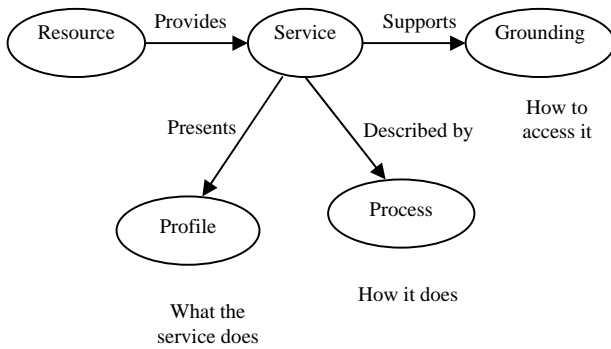 Resource
Provides
Service
Supports
Grounding
How to
access it
Presents
Described by
Profile
Process
What the
service does
How it does